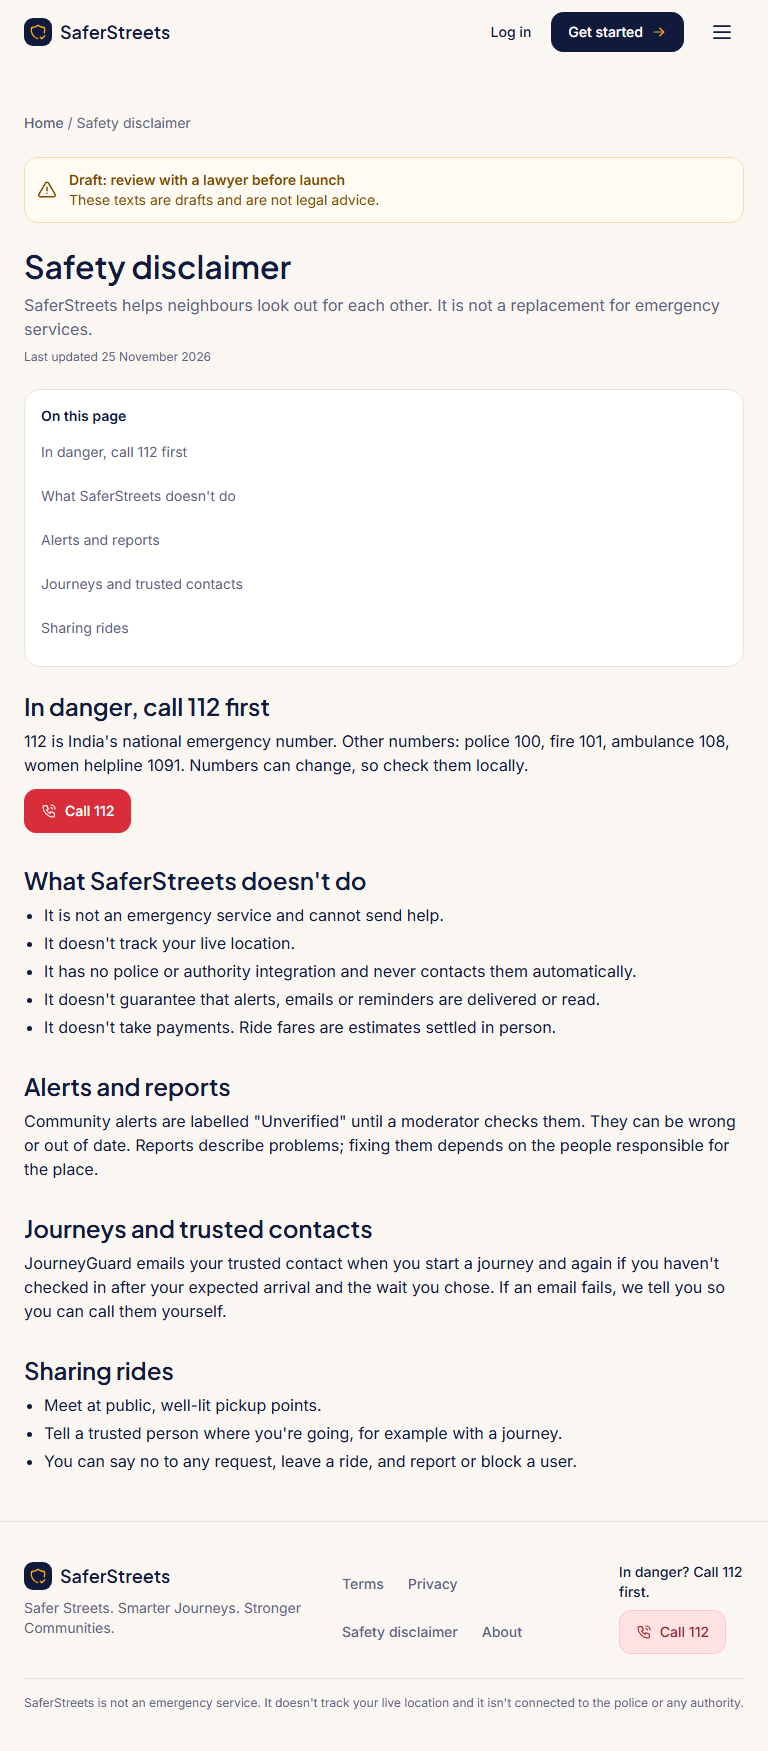 SaferStreets
Log in
Get started
Home / Safety disclaimer
Draft: review with a lawyer before launch
These texts are drafts and are not legal advice.
Safety disclaimer
SaferStreets helps neighbours look out for each other. It is not a replacement for emergency
services.
Last updated 25 November 2026
On this page
In danger, call 112 first
What SaferStreets doesn't do
Alerts and reports
Journeys and trusted contacts
Sharing rides
In danger, call 112 first
112 is India's national emergency number. Other numbers: police 100, fire 101, ambulance 108,
women helpline 1091. Numbers can change, so check them locally.
Call 112
What SaferStreets doesn't do
• It is not an emergency service and cannot send help.
• It doesn't track your live location.
• It has no police or authority integration and never contacts them automatically.
• It doesn't guarantee that alerts, emails or reminders are delivered or read.
• It doesn't take payments. Ride fares are estimates settled in person.
Alerts and reports
Community alerts are labelled "Unverified" until a moderator checks them. They can be wrong
or out of date. Reports describe problems; fixing them depends on the people responsible for
the place.
Journeys and trusted contacts
JourneyGuard emails your trusted contact when you start a journey and again if you haven't
checked in after your expected arrival and the wait you chose. If an email fails, we tell you so
you can call them yourself.
Sharing rides
• Meet at public, well-lit pickup points.
• Tell a trusted person where you're going, for example with a journey.
• You can say no to any request, leave a ride, and report or block a user.
SaferStreets
Safer Streets. Smarter Journeys. Stronger
Communities.
Terms
Privacy
Safety disclaimer
About
In danger? Call 112
first.
Call 112
SaferStreets is not an emergency service. It doesn't track your live location and it isn't connected to the police or any authority.